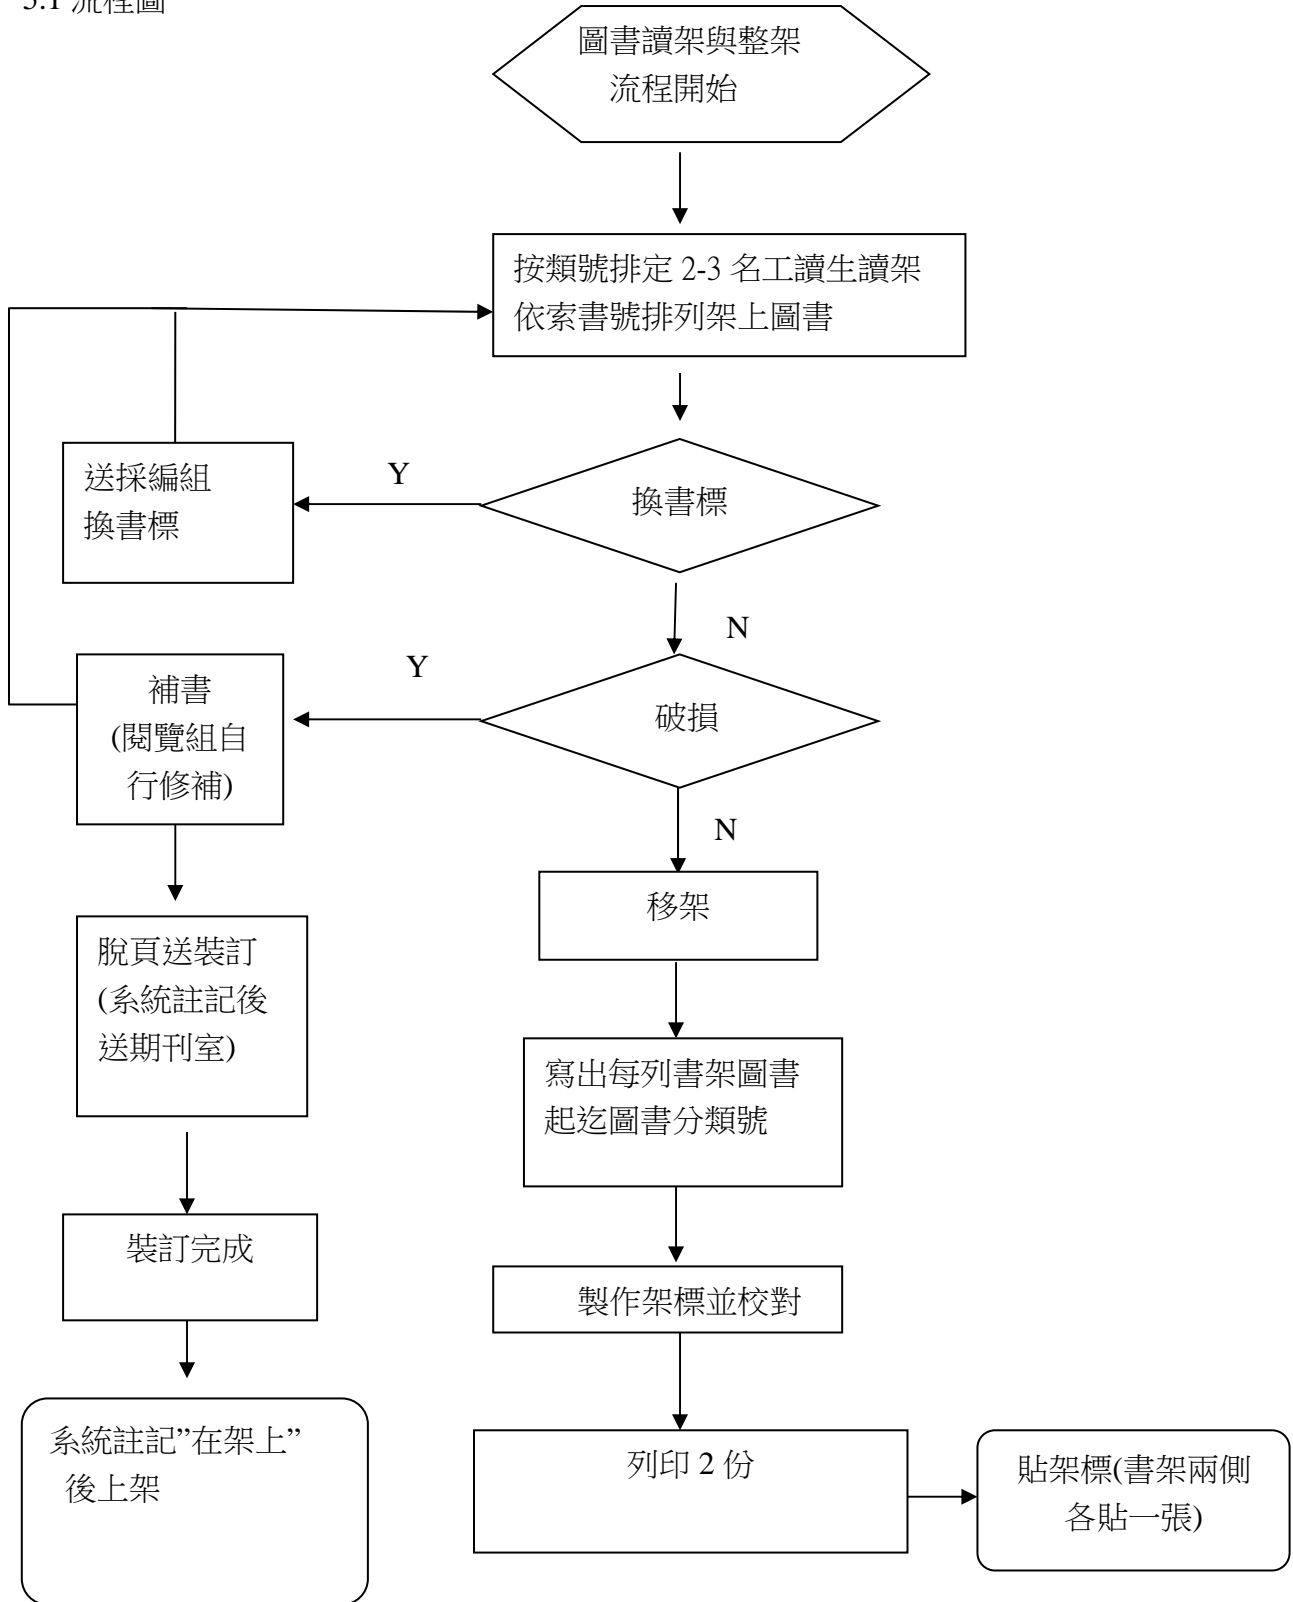 5.1 流程圖
圖書讀架與整架
流程開始
按類號排定 2-3 名工讀生讀架
依索書號排列架上圖書
送採編組
換書標
Y
換書標
N
補書
(閱覽組自
行修補)
Y
破損
N
移架
脫頁送裝訂
(系統註記後
送期刊室)
寫出每列書架圖書
起迄圖書分類號
裝訂完成
製作架標並校對
系統註記”在架上”
後上架
列印 2 份
貼架標(書架兩側
各貼一張)